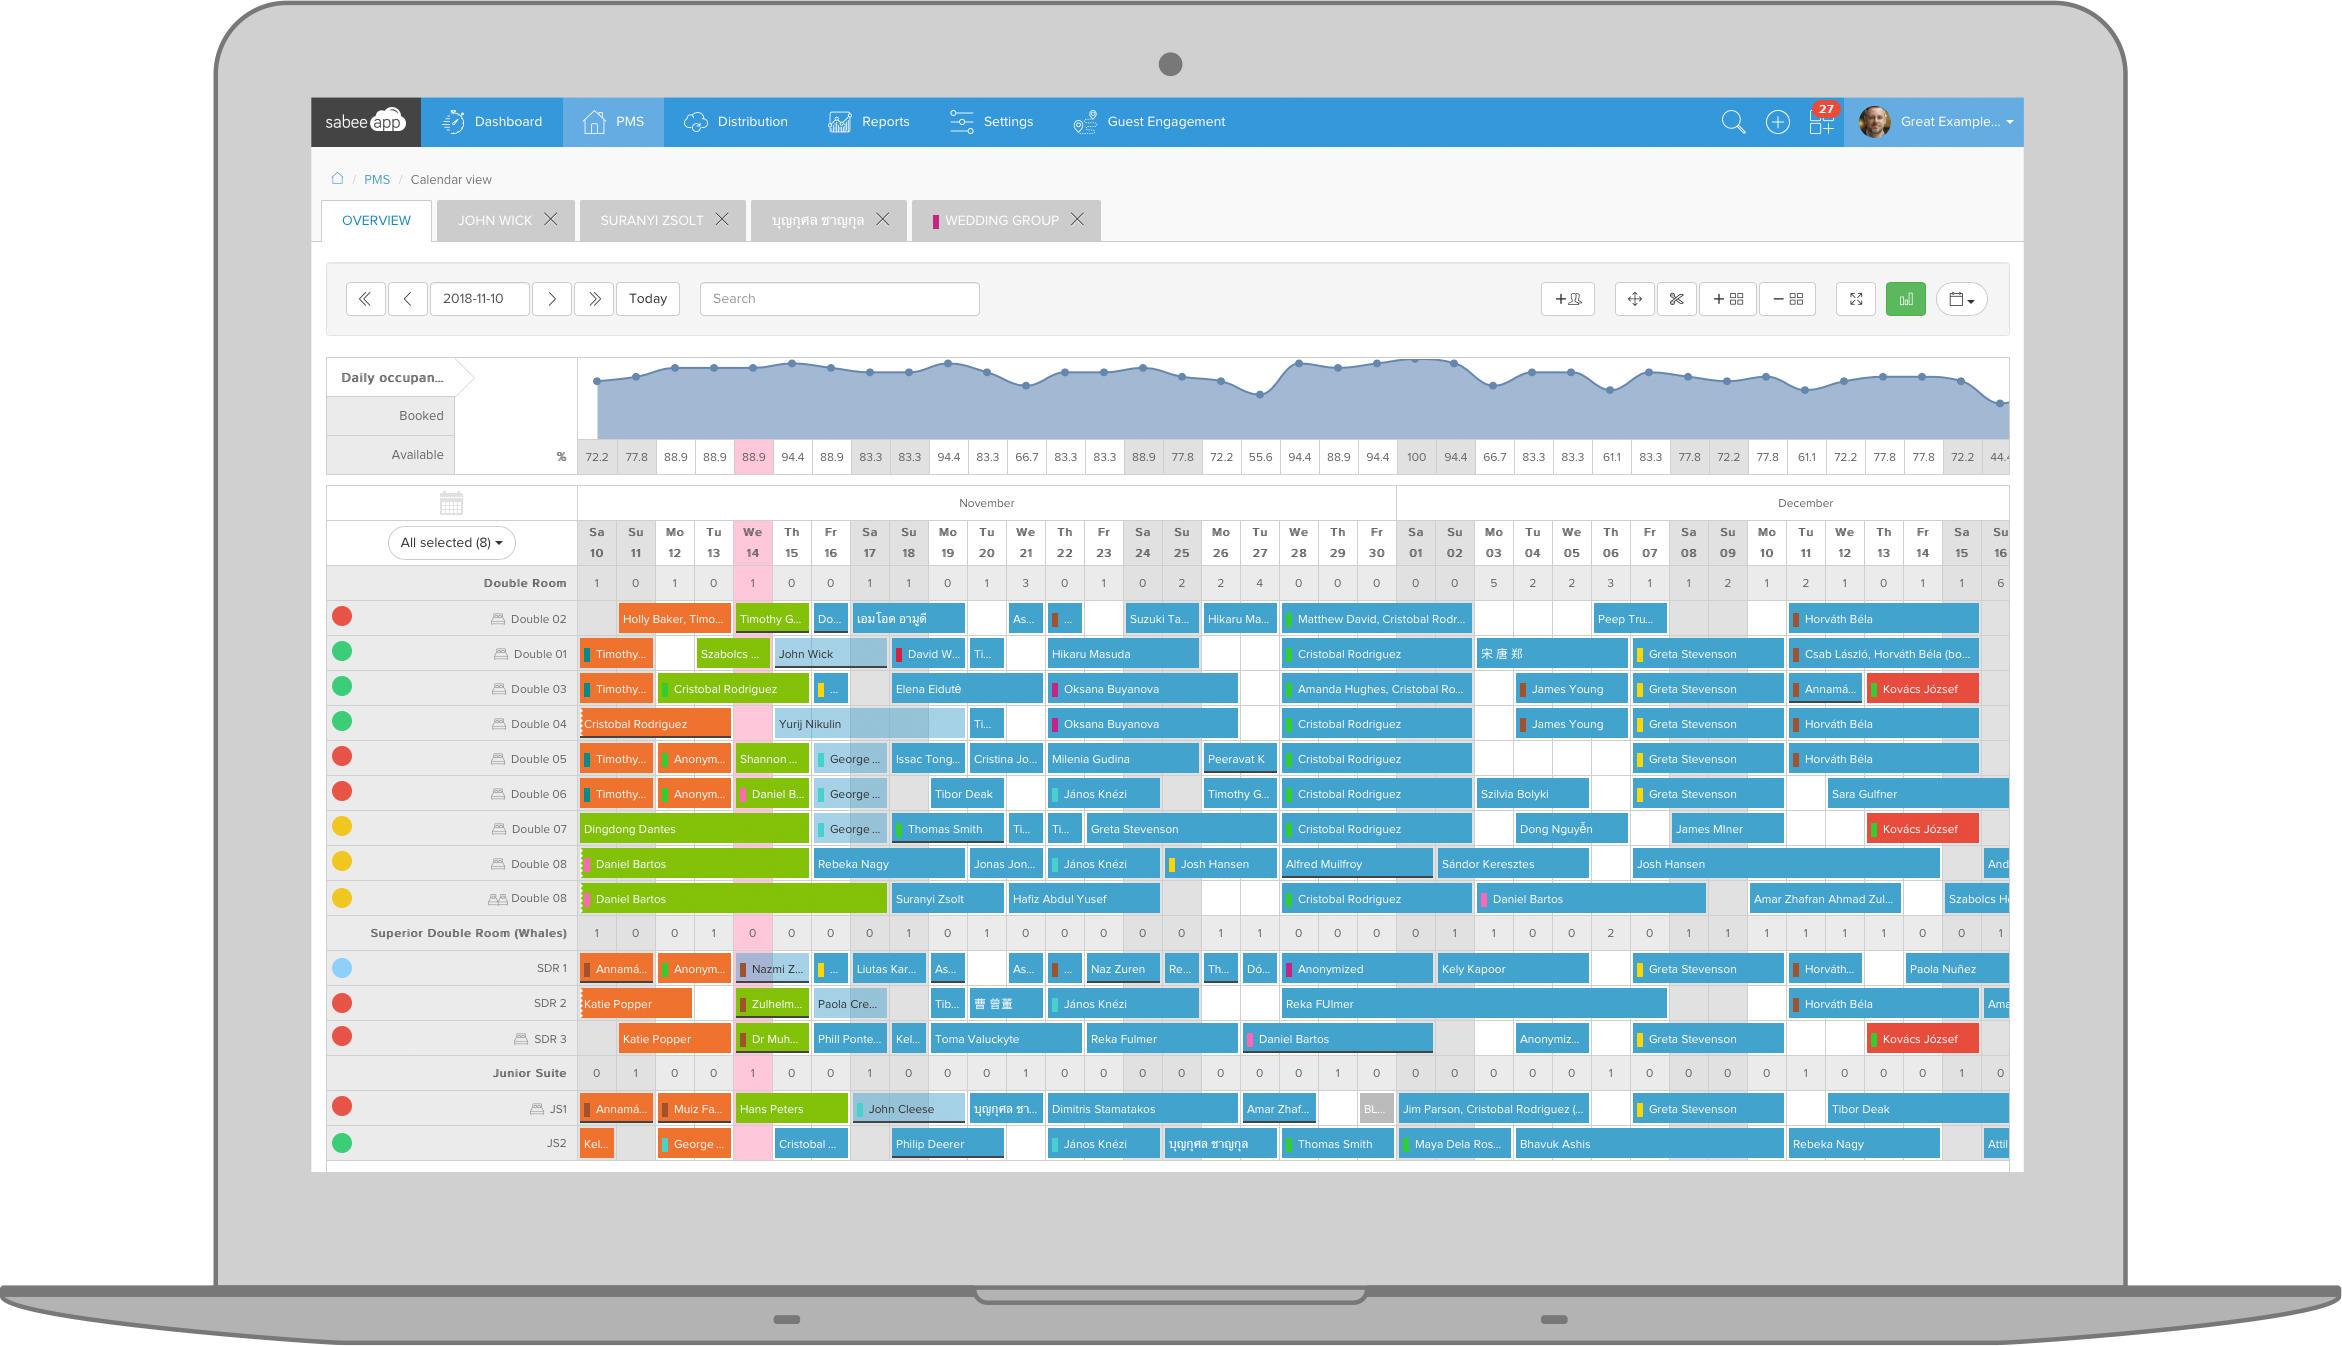 sabee app Dashboard PMS Distribution Reports Settings Guest Engagement 27 Great Example...
/ PMS / Calendar view
OVERVIEW JOHN WICK SURANYI ZSOLT บุญกุศล ชาญกุล WEDDING GROUP
2018-11-10 Today Search
Daily occupan...
Booked
Available % 72.2 77.8 88.9 88.9 88.9 94.4 88.9 83.3 83.3 94.4 83.3 66.7 83.3 83.3 88.9 77.8 72.2 55.6 94.4 88.9 94.4 100 94.4 66.7 83.3 83.3 61.1 83.3 77.8 72.2 77.8 61.1 72.2 77.8 77.8 72.2 44.4
November December
Sa Su Mo Tu We Th Fr Sa Su Mo Tu We Th Fr Sa Su Mo Tu We Th Fr Sa Su Mo Tu We Th Fr Sa Su Mo Tu We Th Fr Sa Su
All selected (8) 10 11 12 13 14 15 16 17 18 19 20 21 22 23 24 25 26 27 28 29 30 01 02 03 04 05 06 07 08 09 10 11 12 13 14 15 16
Double Room 1 0 1 0 1 0 0 1 1 0 1 3 0 1 0 2 2 4 0 0 0 0 0 5 2 2 3 1 1 2 1 2 1 0 1 1 6
Double 02 Holly Baker, Timo... Timothy G... Do... เอมโอด อามูตี As... ... Suzuki Ta... Hikaru Ma... Matthew David, Cristobal Rodr... Peep Tru... Horváth Béla
Double 01 Timothy... Szabolcs ... John Wick David W... Ti... Hikaru Masuda Cristobal Rodriguez 宋 唐 郑 Greta Stevenson Csab László, Horváth Béla (bo...
Double 03 Timothy... Cristobal Rodriguez ... Elena Eidutė Oksana Buyanova Amanda Hughes, Cristobal Ro... James Young Greta Stevenson Annamá... Kovács József
Double 04 Cristobal Rodriguez Yurij Nikulin Ti... Oksana Buyanova Cristobal Rodriguez James Young Greta Stevenson Horváth Béla
Double 05 Timothy... Anonym... Shannon ... George ... Issac Tong... Cristina Jo... Milenia Gudina Peeravat K Cristobal Rodriguez Greta Stevenson Horváth Béla
Double 06 Timothy... Anonym... Daniel B... George ... Tibor Deak János Knézi Timothy G... Cristobal Rodriguez Szilvia Bolyki Greta Stevenson Sara Gulfner
Double 07 Dingdong Dantes George ... Thomas Smith Ti... Ti... Greta Stevenson Cristobal Rodriguez Dong Nguyễn James MIner Kovács József
Double 08 Daniel Bartos Rebeka Nagy Jonas Jon... János Knézi Josh Hansen Alfred Muilfroy Sándor Keresztes Josh Hansen And
Double 08 Daniel Bartos Suranyi Zsolt Hafiz Abdul Yusef Cristobal Rodriguez Daniel Bartos Amar Zhafran Ahmad Zul... Szabolcs H
Superior Double Room (Whales) 1 0 0 1 0 0 0 0 1 0 1 0 0 0 0 0 1 1 0 0 0 0 1 1 0 0 2 0 1 1 1 1 1 1 0 0 1
SDR 1 Annamá... Anonym... Nazmi Z... ... Liutas Kar... As... As... ... Naz Zuren Re... Th... Dó... Anonymized Kely Kapoor Greta Stevenson Horváth... Paola Nuñez
SDR 2 Katie Popper Zulhelm... Paola Cre... Tib... 曹 曾董 János Knézi Reka FUlmer Horváth Béla Ama
SDR 3 Katie Popper Dr Muh... Phill Ponte... Kel... Toma Valuckyte Reka Fulmer Daniel Bartos Anonymiz... Greta Stevenson Kovács József
Junior Suite 0 1 0 0 1 0 0 1 0 0 0 1 0 0 0 0 0 0 0 1 0 0 0 0 0 0 1 0 0 0 0 1 0 0 0 1 0
JS1 Annamá... Muiz Fa... Hans Peters John Cleese บุญกุศล ชา... Dimitris Stamatakos Amar Zhaf... BL... Jim Parson, Cristobal Rodriguez (... Greta Stevenson Tibor Deak
JS2 Kel... George ... Cristobal ... Philip Deerer János Knézi บุญกุศล ชาญกุล Thomas Smith Maya Dela Ros... Bhavuk Ashis Rebeka Nagy Attil